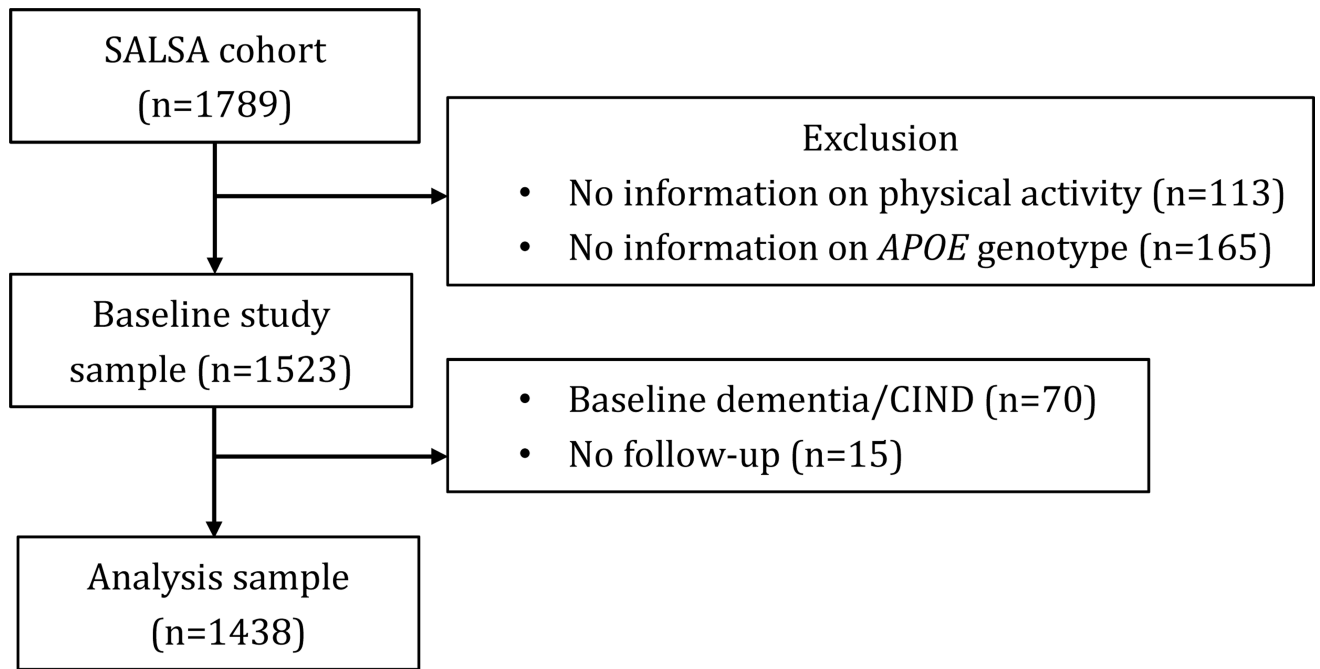 SALSA cohort
(n=1789)
Exclusion
• No information on physical activity (n=113)
• No information on APOE genotype (n=165)
Baseline study
sample (n=1523)
• Baseline dementia/CIND (n=70)
• No follow-up (n=15)
Analysis sample
(n=1438)